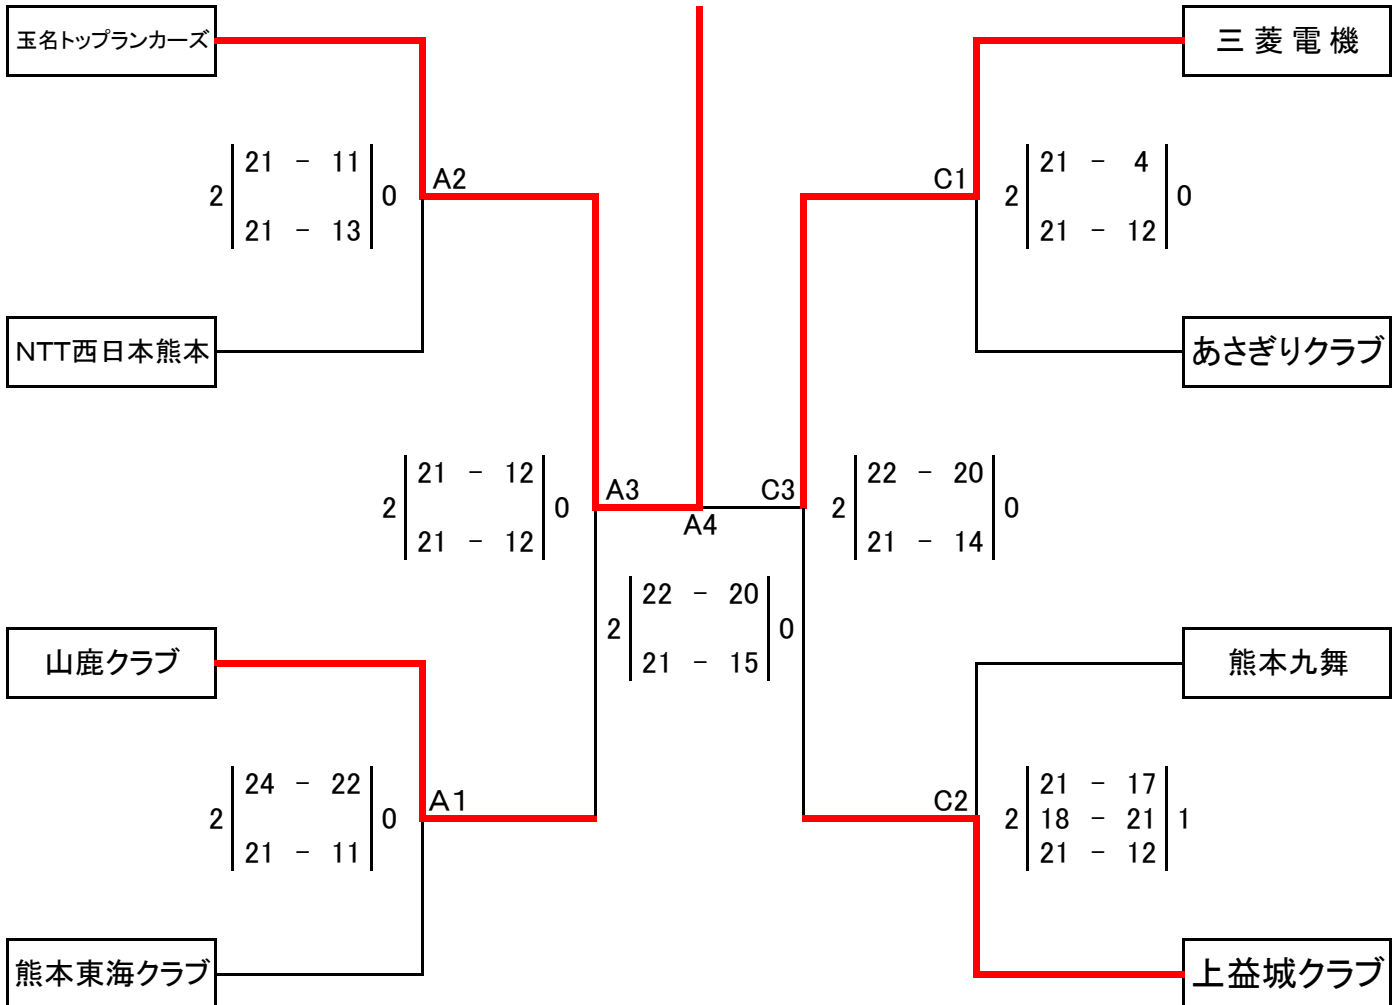 玉名トップランカーズ
三 菱 電 機
21 - 11
2 0
21 - 13
A2
C1
21 - 4
2 0
21 - 12
NTT西日本熊本
あさぎりクラブ
21 - 12
2 0
21 - 12
A3
C3
A4
22 - 20
2 0
21 - 14
22 - 20
2 0
21 - 15
山鹿クラブ
熊本九舞
24 - 22
2 0
21 - 11
A1
C2
21 - 17
2 18 - 21 1
21 - 12
熊本東海クラブ
上益城クラブ